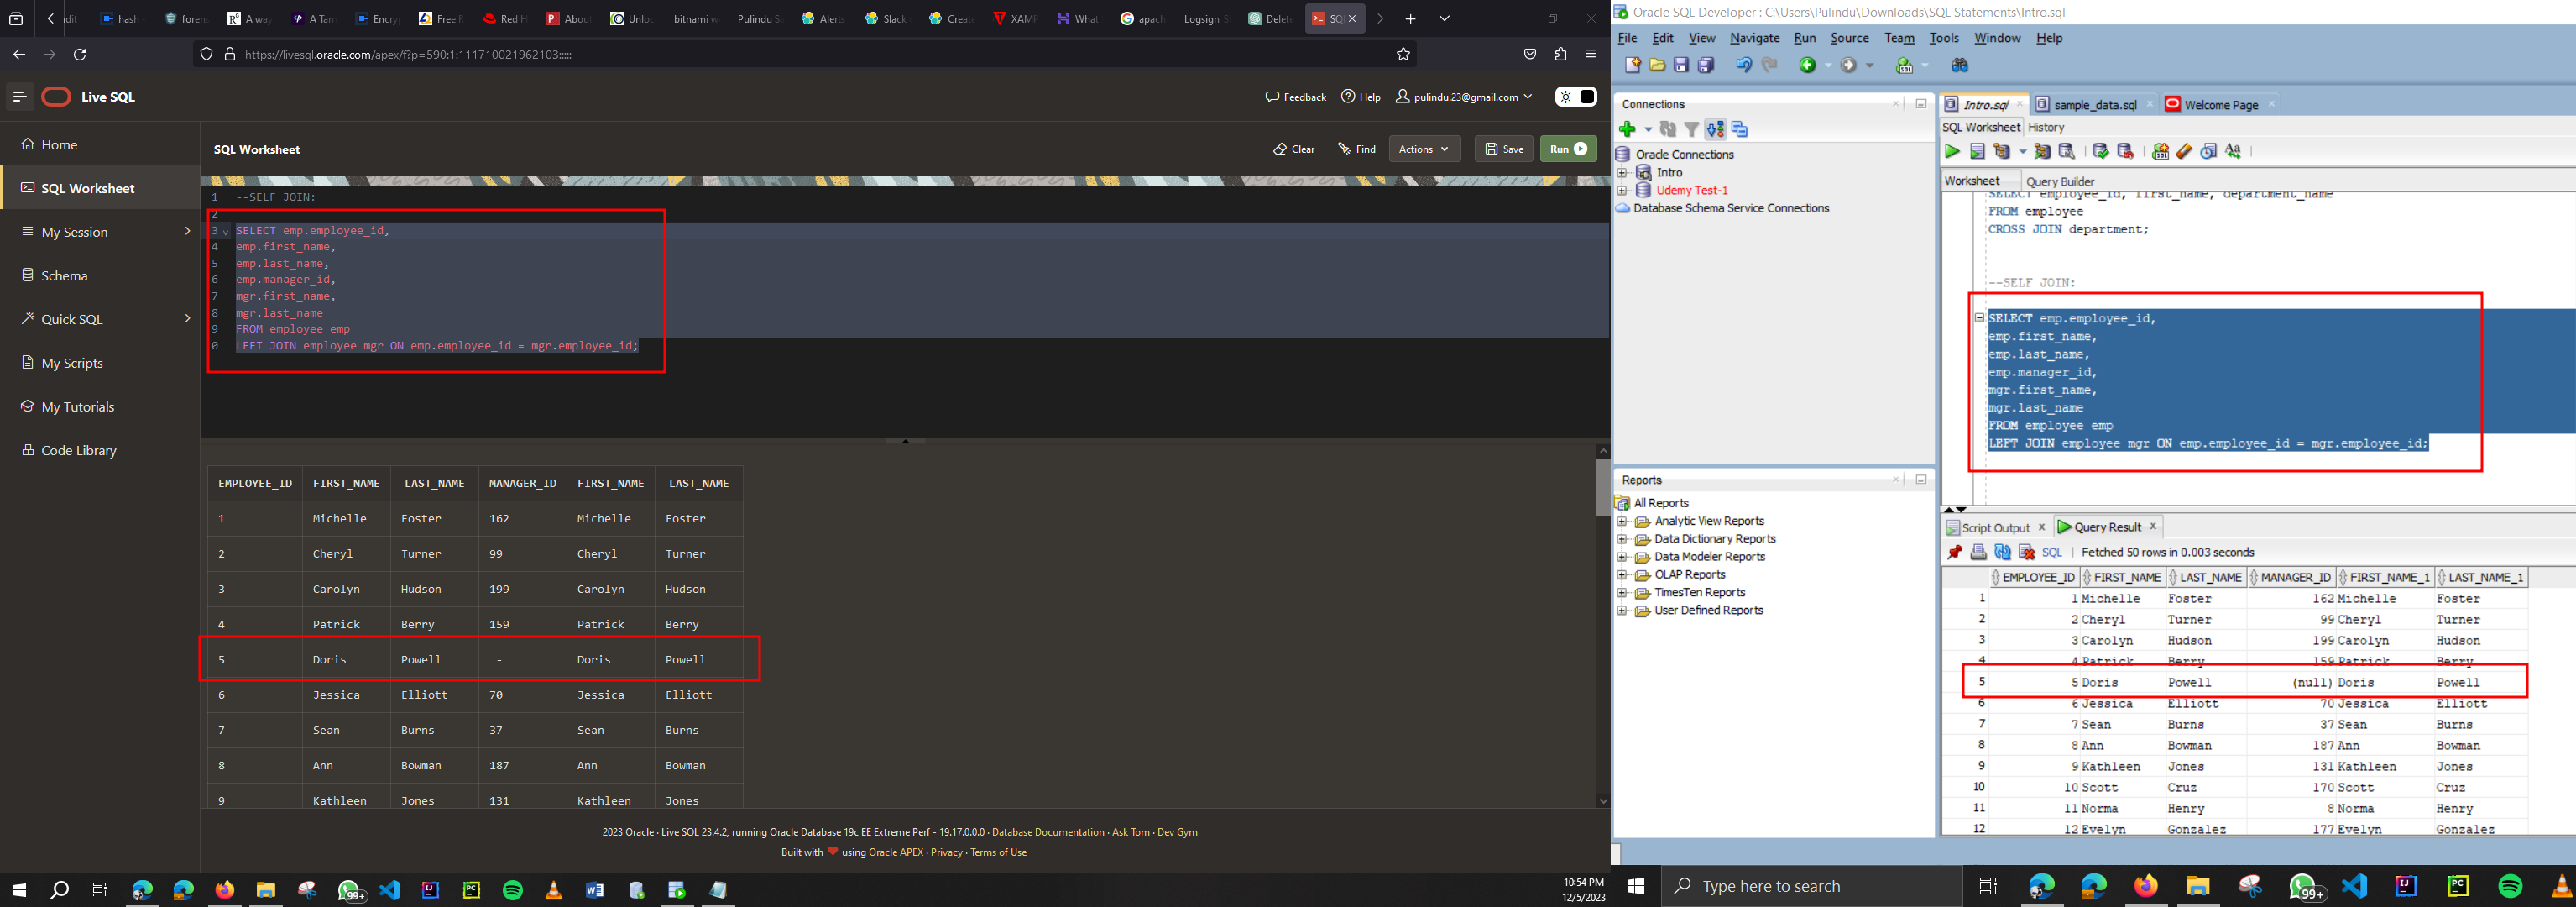 dit
hash
foren
A way
A Tam
Encry
Free R
Red H
About
Unloc
bitnami w
Pulindu Sa
Alerts
Slack
Create
XAMP
What
apach
Logsign_S
Delet
SQL
https://livesql.oracle.com/apex/f?p=590:1:111710021962103:::::
Live SQL
Feedback
Help
pulindu.23@gmail.com
Home
SQL Worksheet
My Session
Schema
Quick SQL
My Scripts
My Tutorials
Code Library
SQL Worksheet
Clear
Find
Actions
Save
Run
1 --SELF JOIN:
2
3 SELECT emp.employee_id,
4 emp.first_name,
5 emp.last_name,
6 emp.manager_id,
7 mgr.first_name,
8 mgr.last_name
9 FROM employee emp
10 LEFT JOIN employee mgr ON emp.employee_id = mgr.employee_id;
EMPLOYEE_ID FIRST_NAME LAST_NAME MANAGER_ID FIRST_NAME LAST_NAME
1 Michelle Foster 162 Michelle Foster
2 Cheryl Turner 99 Cheryl Turner
3 Carolyn Hudson 199 Carolyn Hudson
4 Patrick Berry 159 Patrick Berry
5 Doris Powell - Doris Powell
6 Jessica Elliott 70 Jessica Elliott
7 Sean Burns 37 Sean Burns
8 Ann Bowman 187 Ann Bowman
9 Kathleen Jones 131 Kathleen Jones
2023 Oracle · Live SQL 23.4.2, running Oracle Database 19c EE Extreme Perf - 19.17.0.0.0 · Database Documentation · Ask Tom · Dev Gym
Built with ❤ using Oracle APEX · Privacy · Terms of Use
99+
10:54 PM
12/5/2023
Oracle SQL Developer : C:\Users\Pulindu\Downloads\SQL Statements\Intro.sql
File Edit View Navigate Run Source Team Tools Window Help
Connections
Oracle Connections
Intro
Udemy Test-1
Database Schema Service Connections
Reports
All Reports
Analytic View Reports
Data Dictionary Reports
Data Modeler Reports
OLAP Reports
TimesTen Reports
User Defined Reports
Intro.sql
sample_data.sql
Welcome Page
SQL Worksheet History
Worksheet Query Builder
SELECT employee_id, first_name, department_name
FROM employee
CROSS JOIN department;
--SELF JOIN:
SELECT emp.employee_id,
emp.first_name,
emp.last_name,
emp.manager_id,
mgr.first_name,
mgr.last_name
FROM employee emp
LEFT JOIN employee mgr ON emp.employee_id = mgr.employee_id;
Script Output
Query Result
SQL | Fetched 50 rows in 0.003 seconds
EMPLOYEE_ID FIRST_NAME LAST_NAME MANAGER_ID FIRST_NAME_1 LAST_NAME_1
1 1 Michelle Foster 162 Michelle Foster
2 2 Cheryl Turner 99 Cheryl Turner
3 3 Carolyn Hudson 199 Carolyn Hudson
4 4 Patrick Berry 159 Patrick Berry
5 5 Doris Powell (null) Doris Powell
6 6 Jessica Elliott 70 Jessica Elliott
7 7 Sean Burns 37 Sean Burns
8 8 Ann Bowman 187 Ann Bowman
9 9 Kathleen Jones 131 Kathleen Jones
10 10 Scott Cruz 170 Scott Cruz
11 11 Norma Henry 8 Norma Henry
12 12 Evelyn Gonzalez 177 Evelyn Gonzalez
Type here to search
99+